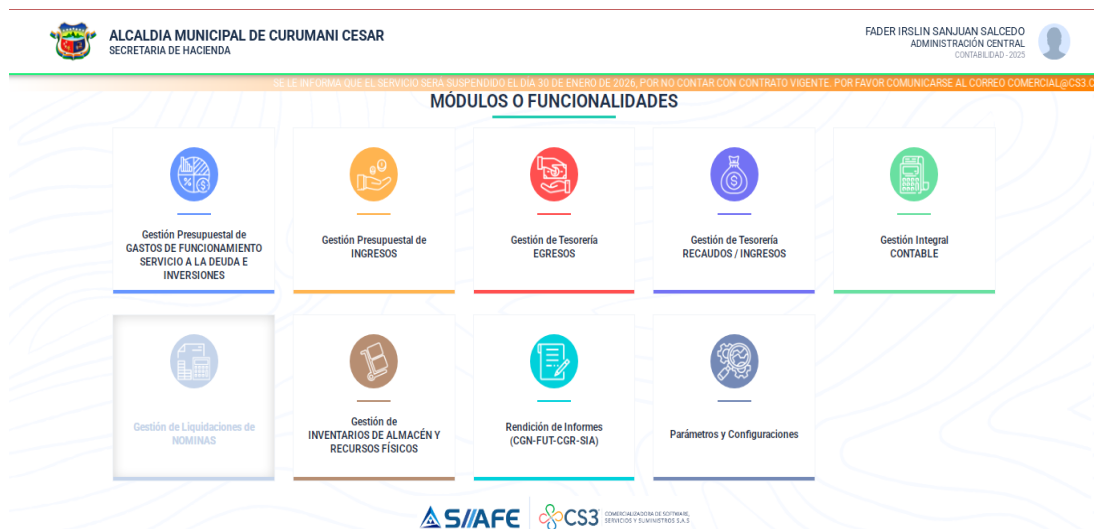 ALCALDIA MUNICIPAL DE CURUMANI CESAR
SECRETARIA DE HACIENDA
FADER IRSLIN SANJUAN SALCEDO
ADMINISTRACIÓN CENTRAL
CONTABILIDAD - 2025
SE LE INFORMA QUE EL SERVICIO SERÁ SUSPENDIDO EL DÍA 30 DE ENERO DE 2026, POR NO CONTAR CON CONTRATO VIGENTE. POR FAVOR COMUNICARSE AL CORREO COMERCIAL@CS3.C
MÓDULOS O FUNCIONALIDADES
Gestión Presupuestal de
GASTOS DE FUNCIONAMIENTO
SERVICIO A LA DEUDA E
INVERSIONES
Gestión Presupuestal de
INGRESOS
Gestión de Tesorería
EGRESOS
Gestión de Tesorería
RECAUDOS / INGRESOS
Gestión Integral
CONTABLE
Gestión de Liquidaciones de
NOMINAS
Gestión de
INVENTARIOS DE ALMACÉN Y
RECURSOS FÍSICOS
Rendición de Informes
(CGN-FUT-CGR-SIA)
Parámetros y Configuraciones
SIIAFE
CS3
COMERCIALIZADORA DE SOFTWARE,
SERVICIOS Y SUMINISTROS S.A.S